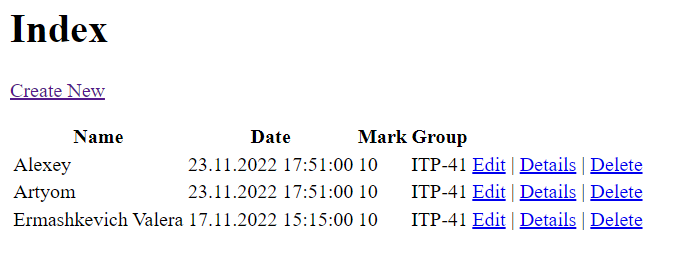 Index
Create New
Name Date Mark Group
Alexey 23.11.2022 17:51:00 10 ITP-41 Edit | Details | Delete
Artyom 23.11.2022 17:51:00 10 ITP-41 Edit | Details | Delete
Ermashkevich Valera 17.11.2022 15:15:00 10 ITP-41 Edit | Details | Delete